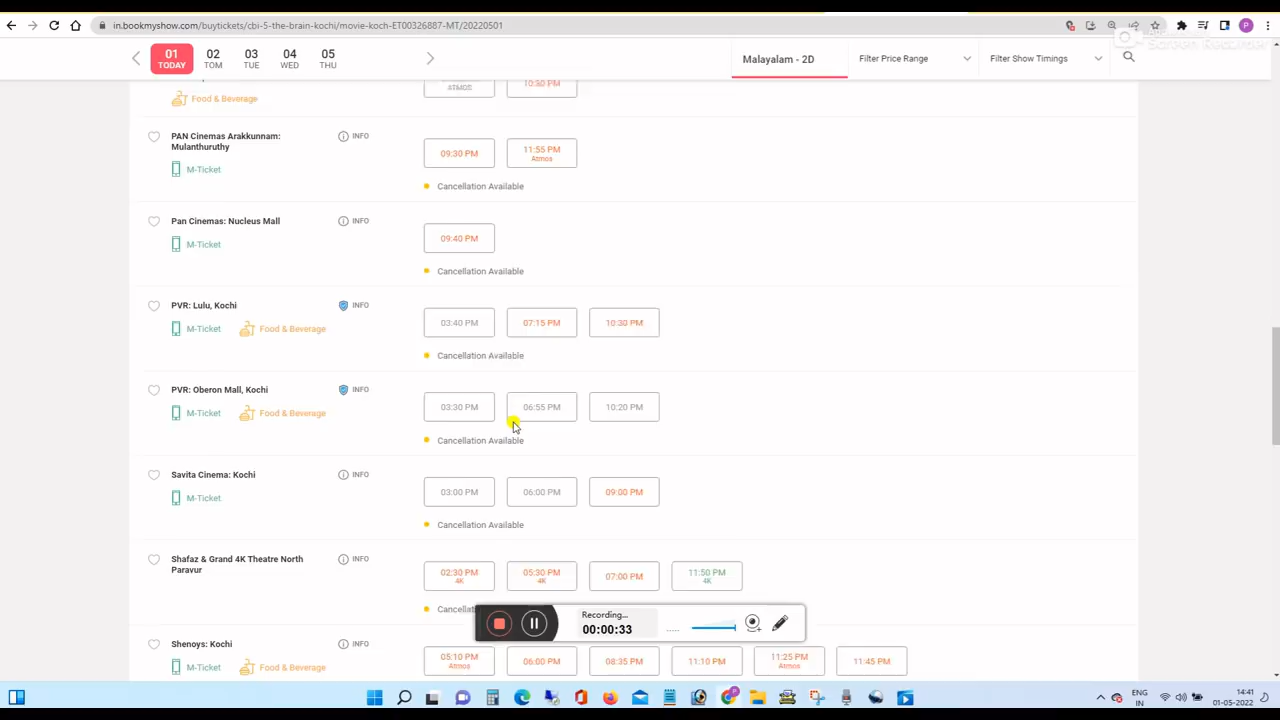 in.bookmyshow.com/buytickets/cbi-5-the-brain-kochi/movie-koch-ET00326887-MT/20220501
P
01 02 03 04 05
TODAY TOM TUE WED THU
Malayalam - 2D
Filter Price Range
Filter Show Timings
Screen Recorder
ATMOS
10:30 PM
Food & Beverage
PAN Cinemas Arakkunnam:
Mulanthuruthy
INFO
M-Ticket
09:30 PM
11:55 PM
Atmos
Cancellation Available
Pan Cinemas: Nucleus Mall
INFO
M-Ticket
09:40 PM
Cancellation Available
PVR: Lulu, Kochi
INFO
M-Ticket
Food & Beverage
03:40 PM
07:15 PM
10:30 PM
Cancellation Available
PVR: Oberon Mall, Kochi
INFO
M-Ticket
Food & Beverage
03:30 PM
06:55 PM
10:20 PM
Cancellation Available
Savita Cinema: Kochi
INFO
M-Ticket
03:00 PM
06:00 PM
09:00 PM
Cancellation Available
Shafaz & Grand 4K Theatre North
Paravur
INFO
02:30 PM
4K
05:30 PM
4K
07:00 PM
11:50 PM
4K
Recording...
00:00:33
Shenoys: Kochi
INFO
M-Ticket
Food & Beverage
05:10 PM
Atmos
06:00 PM
08:35 PM
11:10 PM
11:25 PM
Atmos
11:45 PM
ENG
IN
14:41
01-05-2022